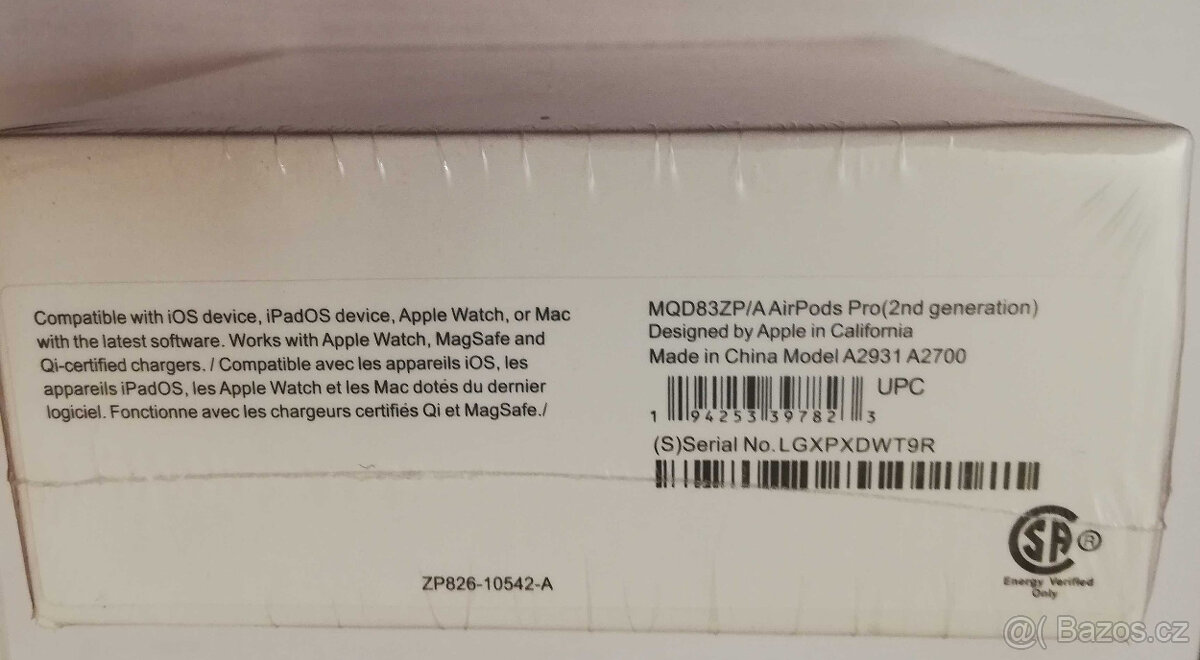 Compatible with iOS device, iPadOS device, Apple Watch, or Mac
with the latest software. Works with Apple Watch, MagSafe and
Qi-certified chargers. / Compatible avec les appareils iOS, les
appareils iPadOS, les Apple Watch et les Mac dotés du dernier
logiciel. Fonctionne avec les chargeurs certifiés Qi et MagSafe./
MQD83ZP/A AirPods Pro(2nd generation)
Designed by Apple in California
Made in China Model A2931 A2700
UPC
1 94253 39782 3
(S)Serial No. LGXPXDWT9R
SA ®
Energy Verified
Only
ZP826-10542-A
@( Bazos.cz